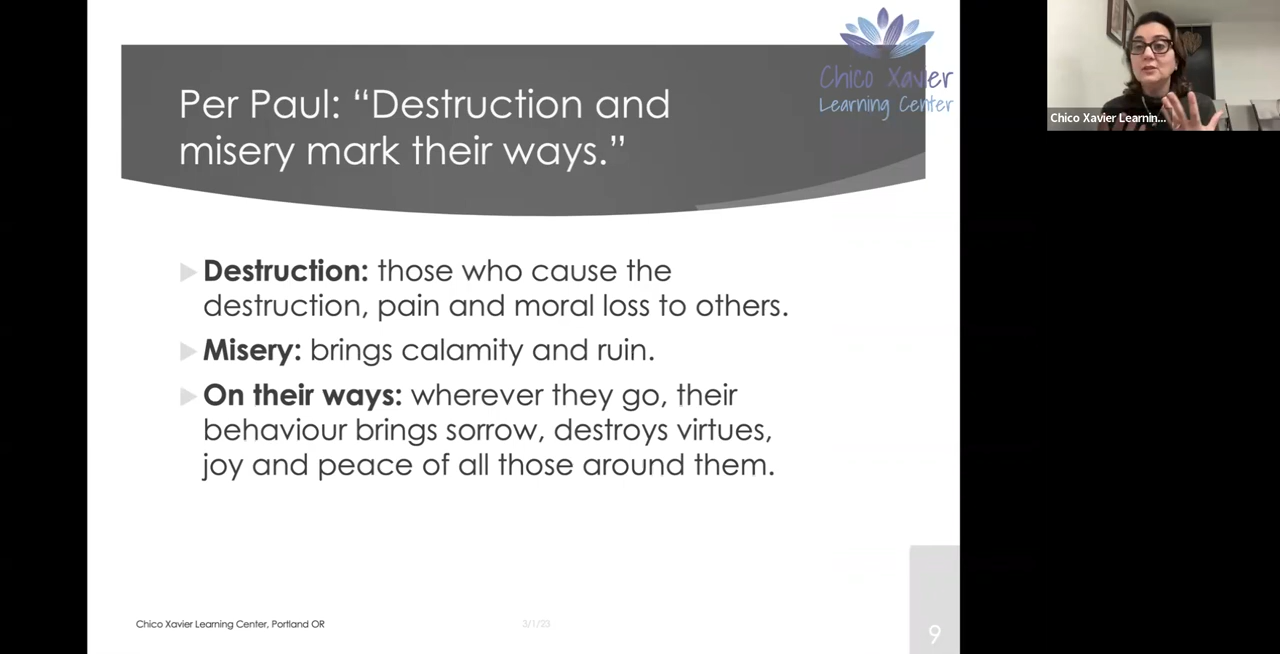 Per Paul: “Destruction and
misery mark their ways.”
Chico Xavier
Learning Center
Chico Xavier Learnin...
Destruction: those who cause the
destruction, pain and moral loss to others.
Misery: brings calamity and ruin.
On their ways: wherever they go, their
behaviour brings sorrow, destroys virtues,
joy and peace of all those around them.
Chico Xavier Learning Center, Portland OR
3/1/23
9